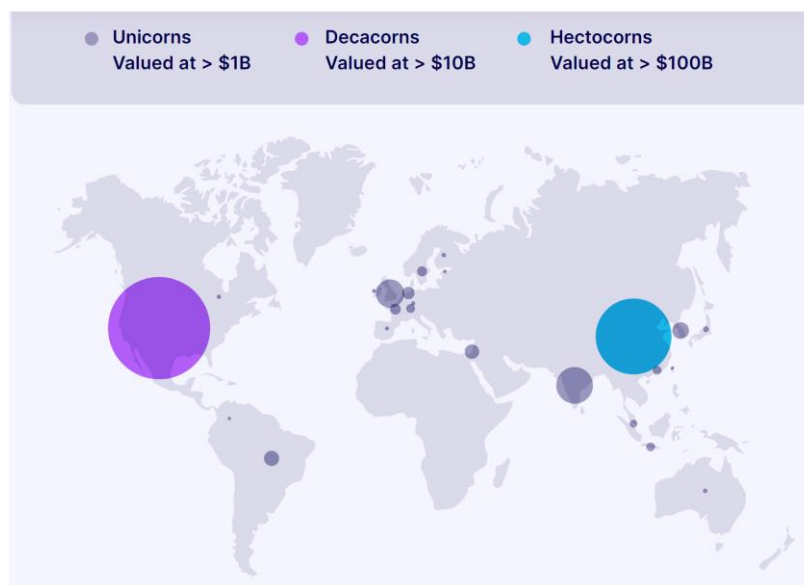 Unicorns
Valued at > $1B
Decacorns
Valued at > $10B
Hectocorns
Valued at > $100B